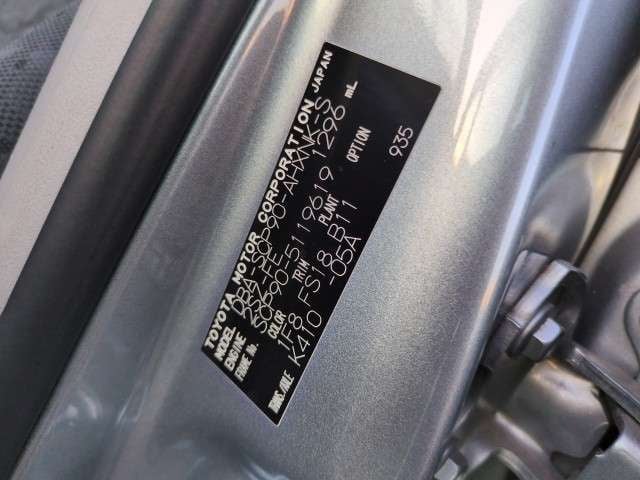 TOYOTA MOTOR CORPORATION JAPAN
MODEL DBA-SCP90-AHXNK-S
ENGINE 2SZ-FE 1296 mL
FRAME No. SCP90-5119619
COLOR TRIM PLANT OPTION
1F8 FS18 B11 935
TRANS./AXLE K410 -05A